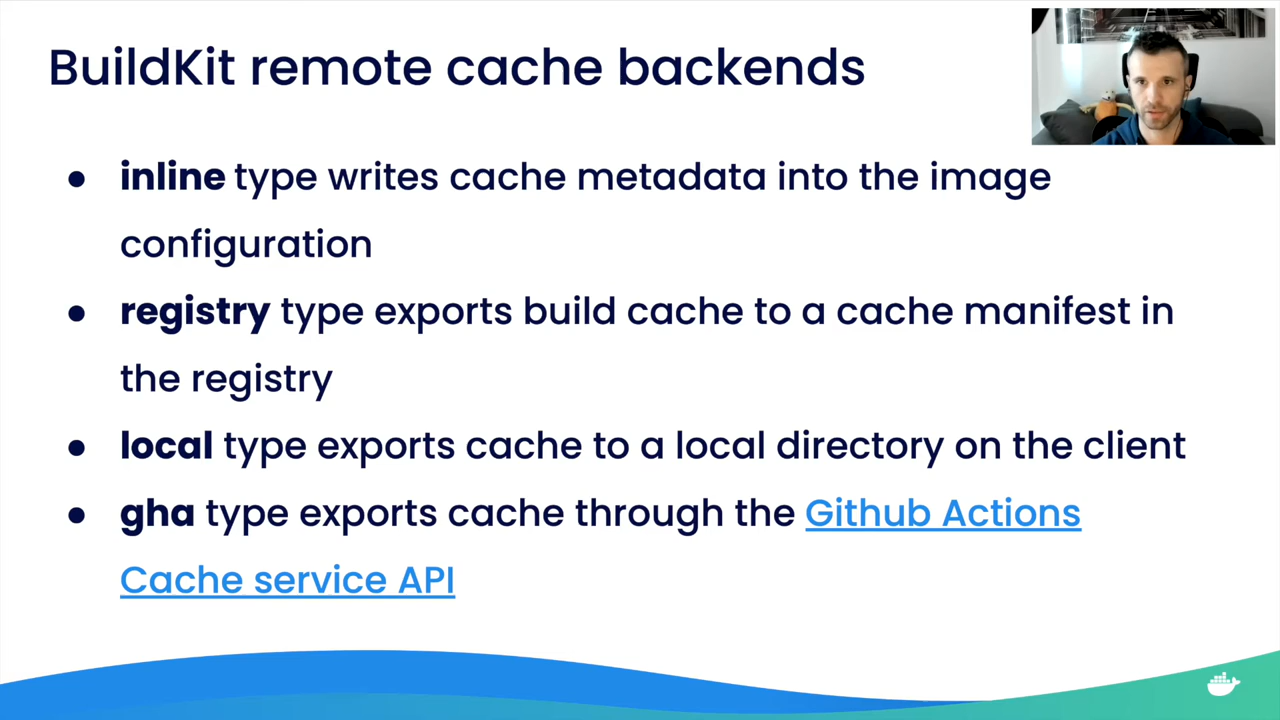 BuildKit remote cache backends
● inline type writes cache metadata into the image
configuration
● registry type exports build cache to a cache manifest in
the registry
● local type exports cache to a local directory on the client
● gha type exports cache through the Github Actions
Cache service API